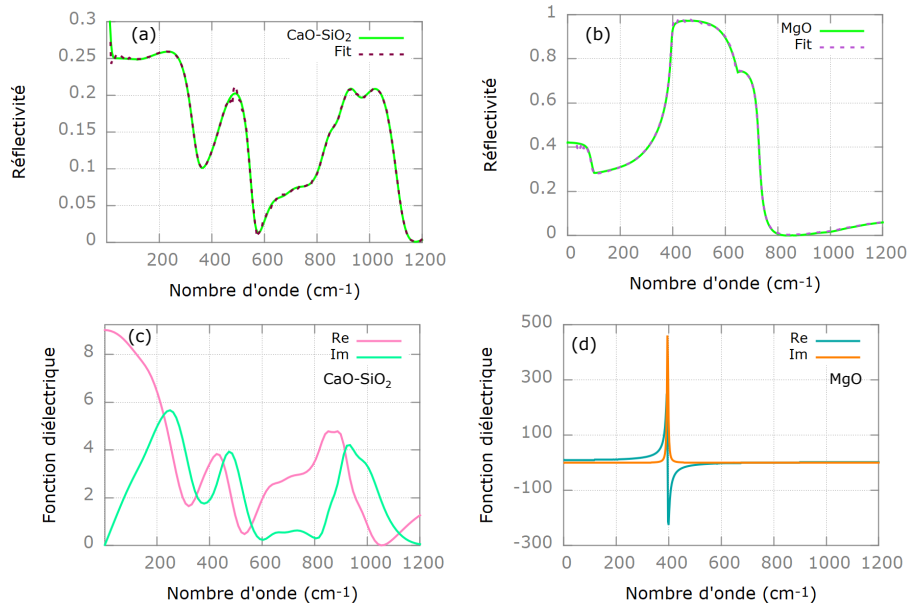 (a)
CaO-SiO₂
Fit
0.3
0.25
0.2
0.15
0.1
0.05
0
200 400 600 800 1000 1200
Réflectivité
Nombre d'onde (cm⁻¹)
(b)
MgO
Fit
1
0.8
0.6
0.4
0.2
0
0 200 400 600 800 1000 1200
Réflectivité
Nombre d'onde (cm⁻¹)
(c)
Re
Im
CaO-SiO₂
8
6
4
2
0
0 200 400 600 800 1000 1200
Fonction diélectrique
Nombre d'onde (cm⁻¹)
(d)
Re
Im
MgO
500
300
100
-100
-300
0 200 400 600 800 1000 1200
Fonction diélectrique
Nombre d'onde (cm⁻¹)